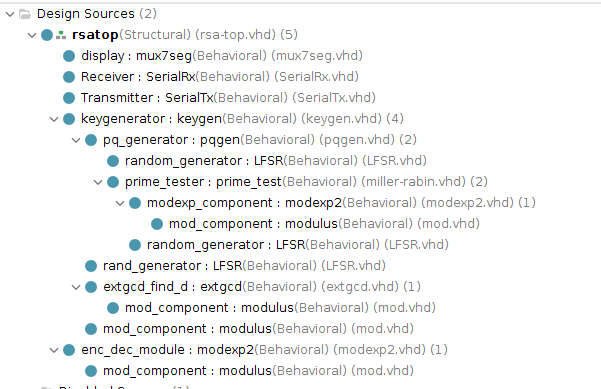 Design Sources (2)
rsatop(Structural) (rsa-top.vhd) (5)
display : mux7seg(Behavioral) (mux7seg.vhd)
Receiver : SerialRx(Behavioral) (SerialRx.vhd)
Transmitter : SerialTx(Behavioral) (SerialTx.vhd)
keygenerator : keygen(Behavioral) (keygen.vhd) (4)
pq_generator : pqgen(Behavioral) (pqgen.vhd) (2)
random_generator : LFSR(Behavioral) (LFSR.vhd)
prime_tester : prime_test(Behavioral) (miller-rabin.vhd) (2)
modexp_component : modexp2(Behavioral) (modexp2.vhd) (1)
mod_component : modulus(Behavioral) (mod.vhd)
random_generator : LFSR(Behavioral) (LFSR.vhd)
rand_generator : LFSR(Behavioral) (LFSR.vhd)
extgcd_find_d : extgcd(Behavioral) (extgcd.vhd) (1)
mod_component : modulus(Behavioral) (mod.vhd)
mod_component : modulus(Behavioral) (mod.vhd)
enc_dec_module : modexp2(Behavioral) (modexp2.vhd) (1)
mod_component : modulus(Behavioral) (mod.vhd)